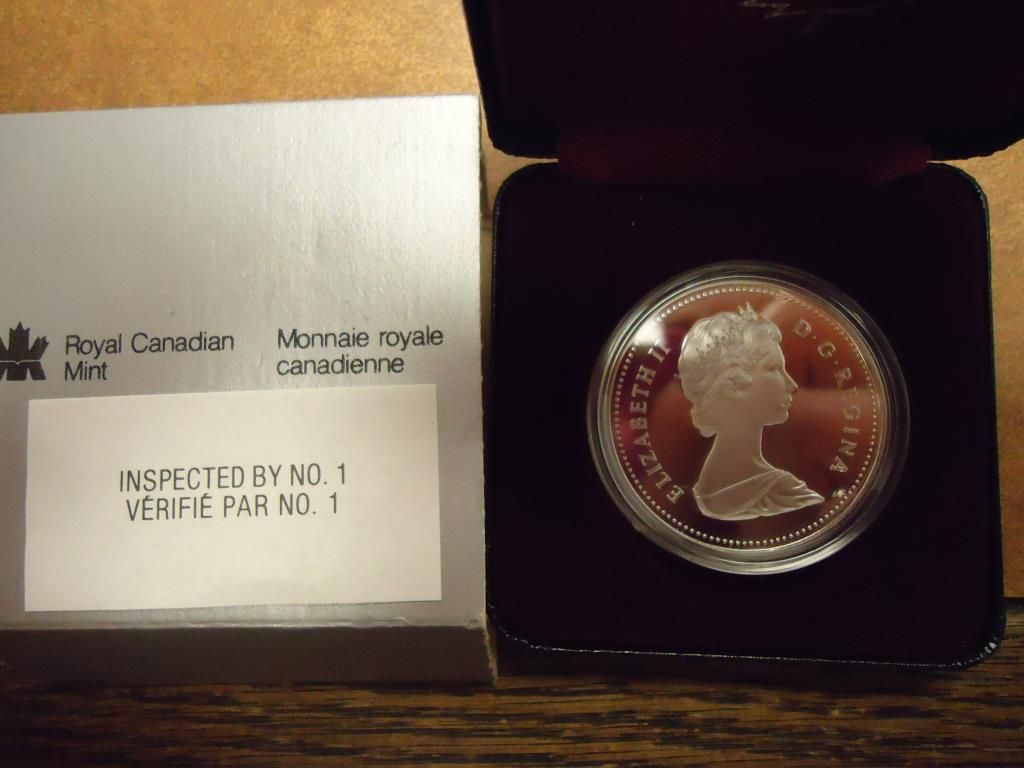 Royal Canadian
Mint
Monnaie royale
canadienne
INSPECTED BY NO. 1
VÉRIFIÉ PAR NO. 1
ELIZABETH II D·G·REGINA